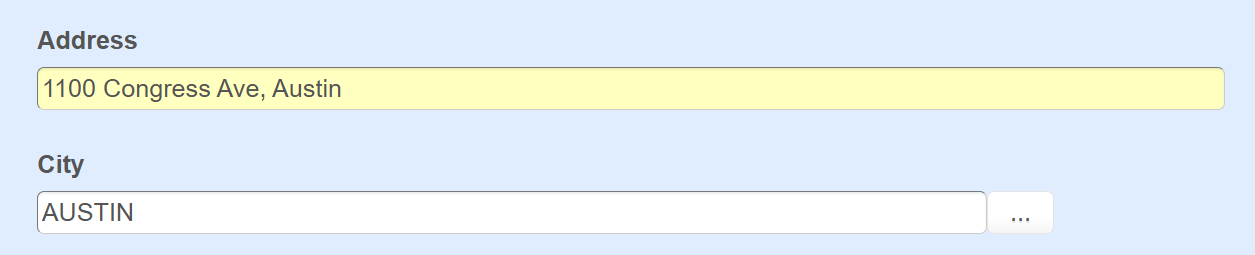 Address
1100 Congress Ave, Austin
City
AUSTIN
...